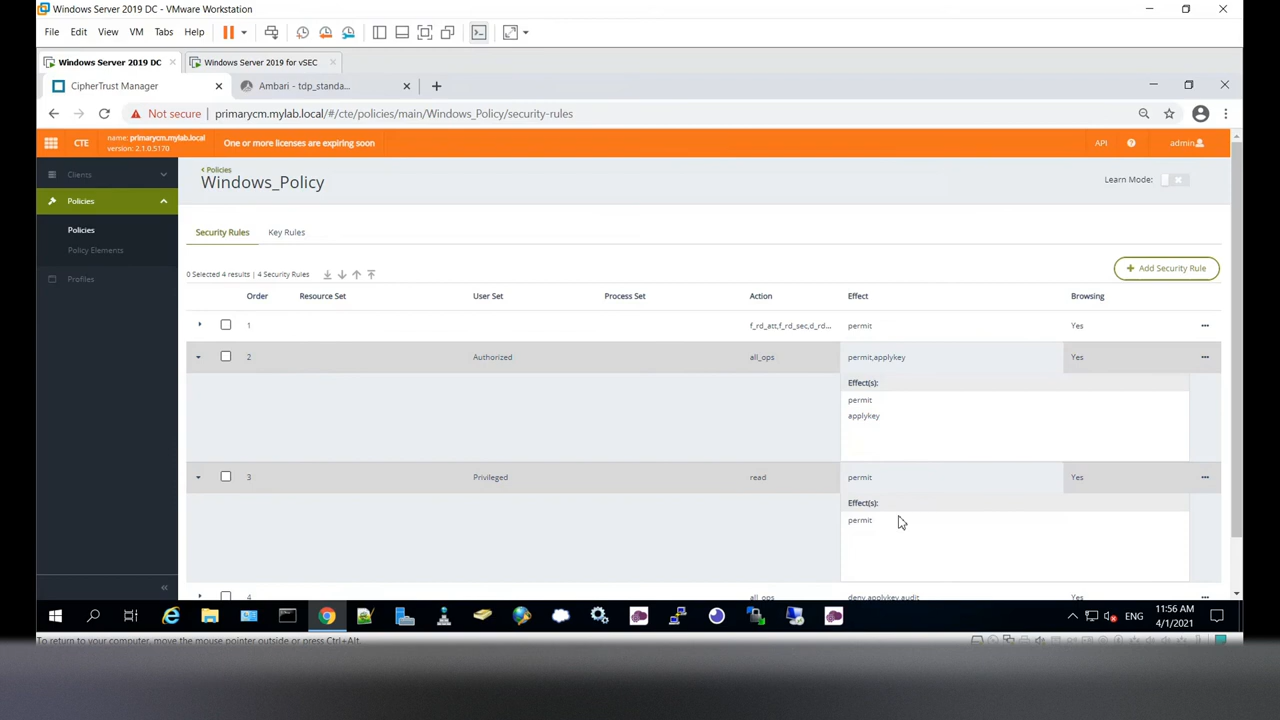 Windows Server 2019 DC - VMware Workstation
File Edit View VM Tabs Help
Windows Server 2019 DC Windows Server 2019 for vSEC
CipherTrust Manager Ambari - tdp_standa...
Not secure primarycm.mylab.local/#/cte/policies/main/Windows_Policy/security-rules
CTE name: primarycm.mylab.local One or more licenses are expiring soon API admin
version: 2.1.0.5170
Clients
Policies
Policies
Policy Elements
Profiles
< Policies
Windows_Policy
Learn Mode:
Security Rules Key Rules
0 Selected 4 results | 4 Security Rules
+ Add Security Rule
Order Resource Set User Set Process Set Action Effect Browsing
1 f_rd_att,f_rd_sec,d_rd... permit Yes
2 Authorized all_ops permit,applykey Yes
Effect(s):
permit
applykey
3 Privileged read permit Yes
Effect(s):
permit
4 all_ops deny,applykey,audit Yes
ENG 11:56 AM
4/1/2021
To return to your computer, move the mouse pointer outside or press Ctrl+Alt.